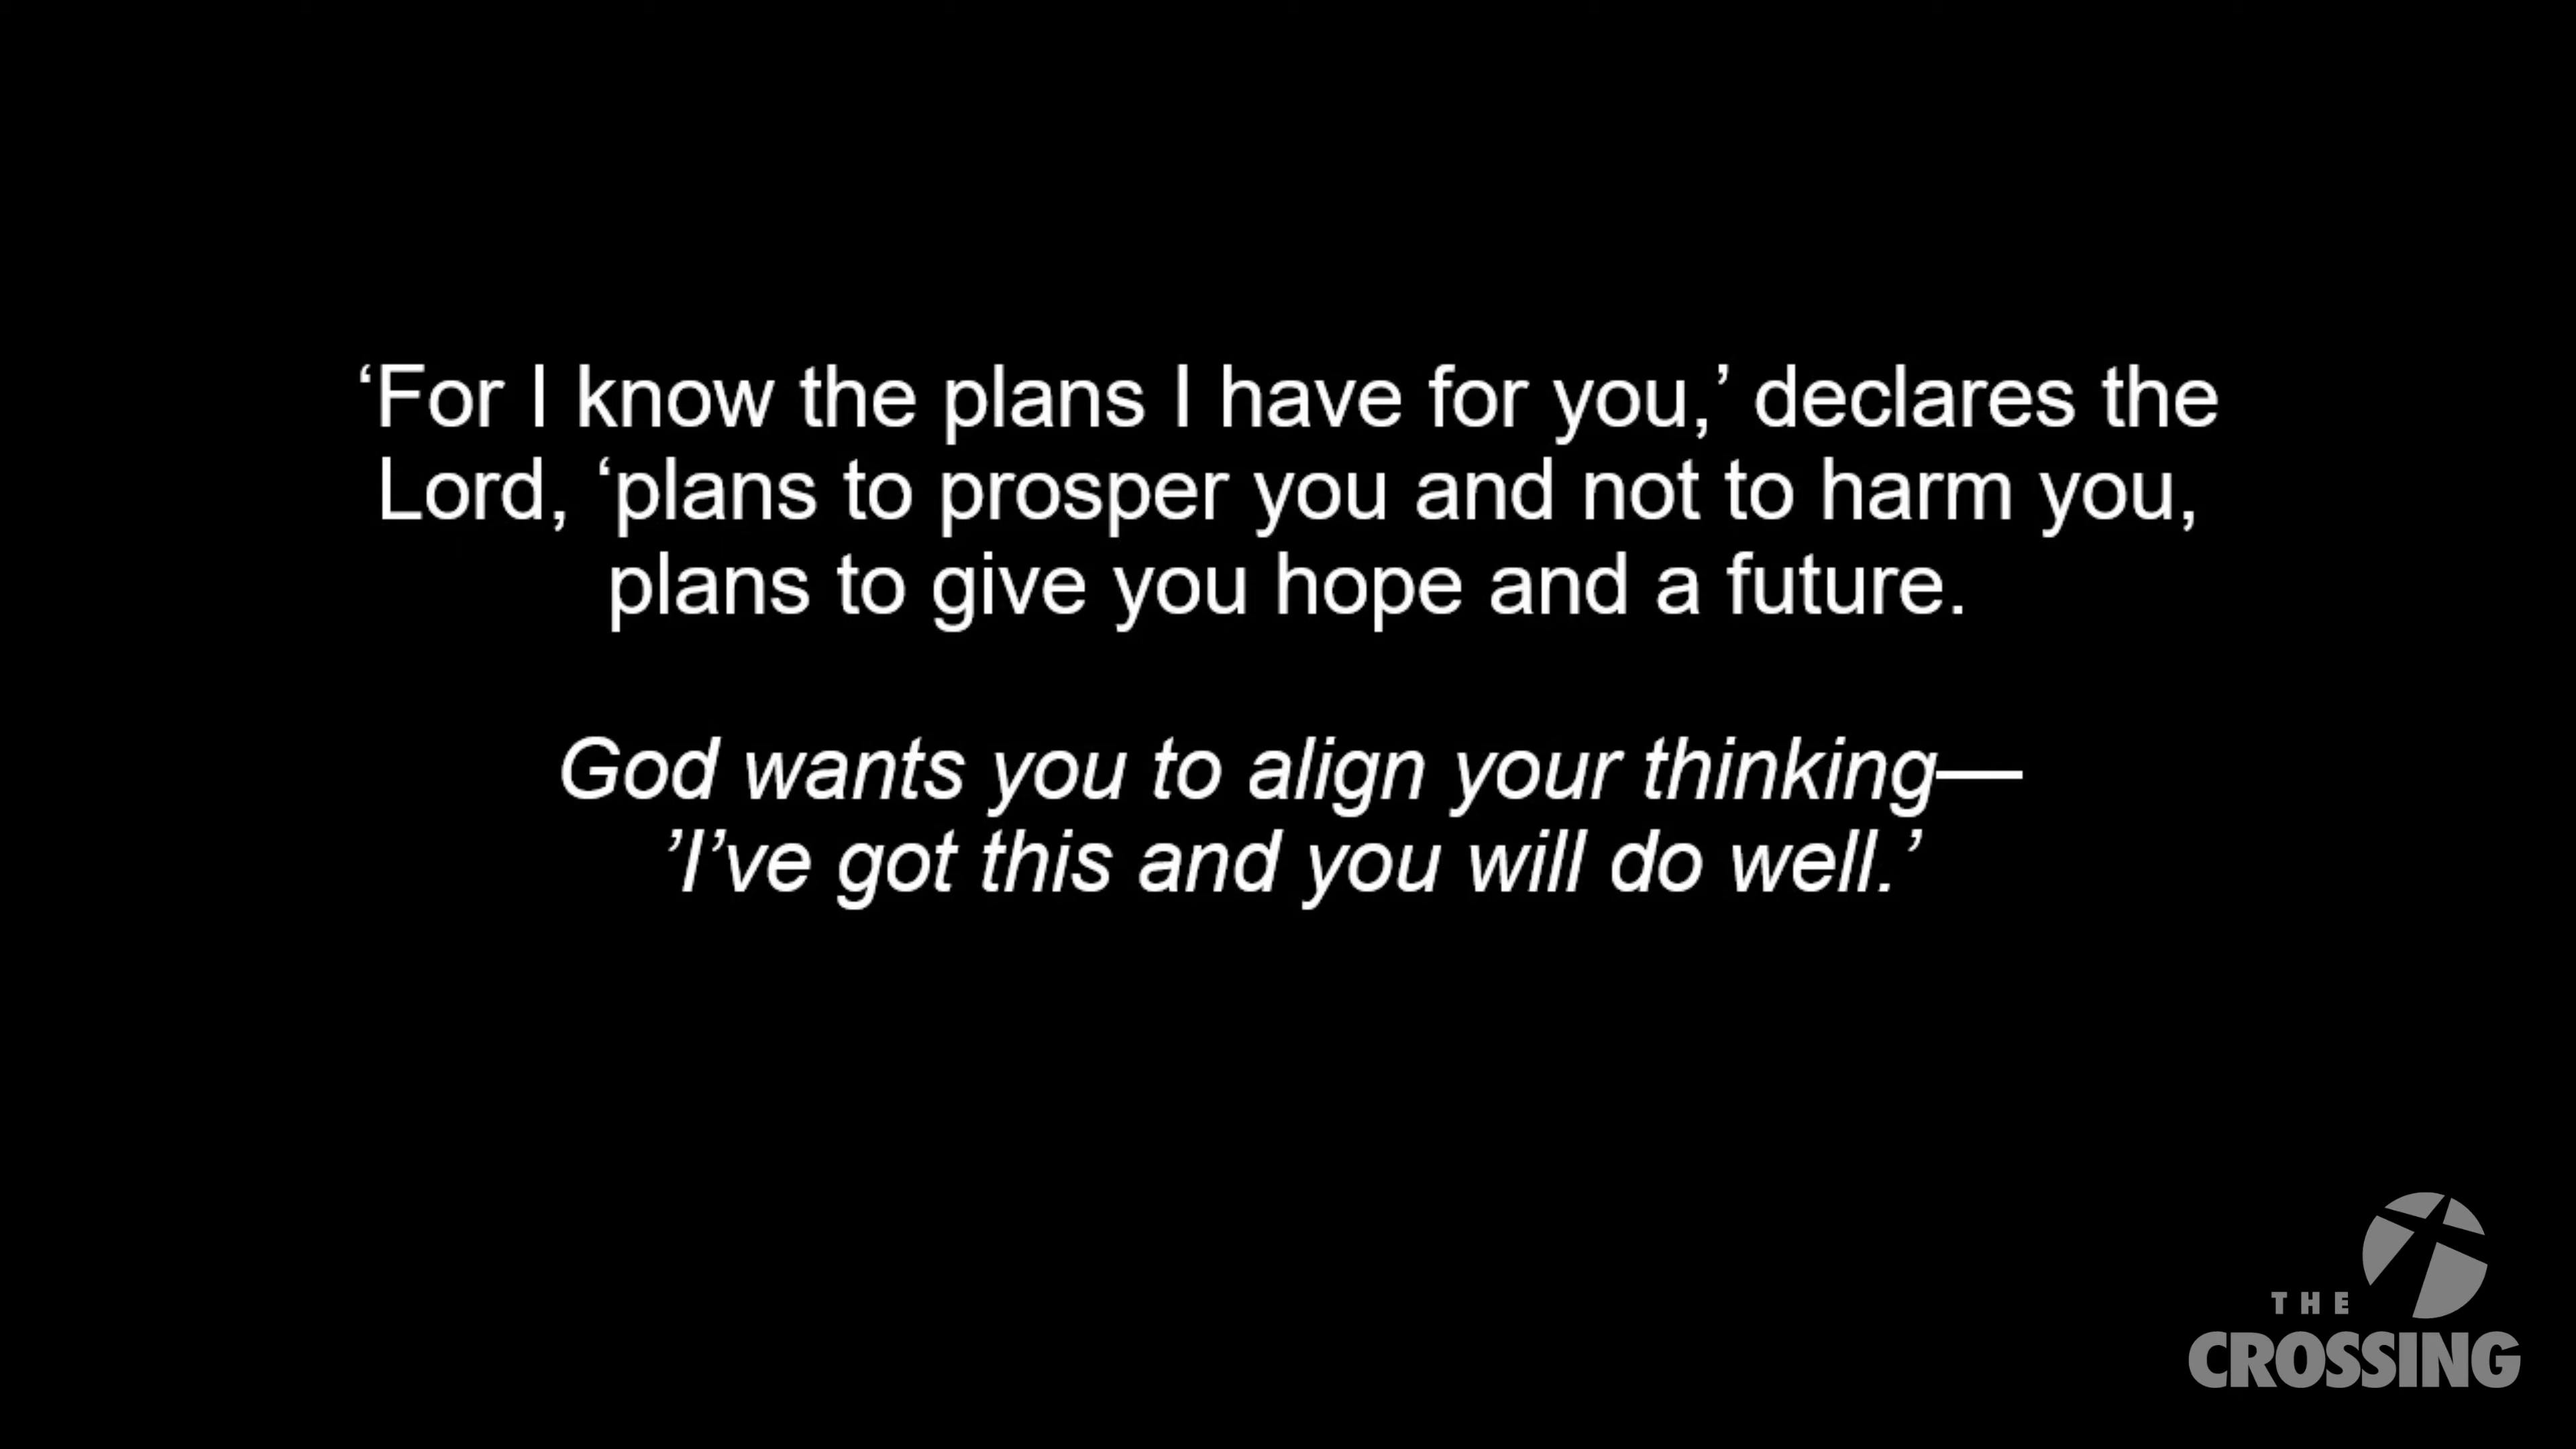 ‘For I know the plans I have for you,’ declares the
Lord, ‘plans to prosper you and not to harm you,
plans to give you hope and a future.
God wants you to align your thinking—
’I’ve got this and you will do well.’
THE
CROSSING